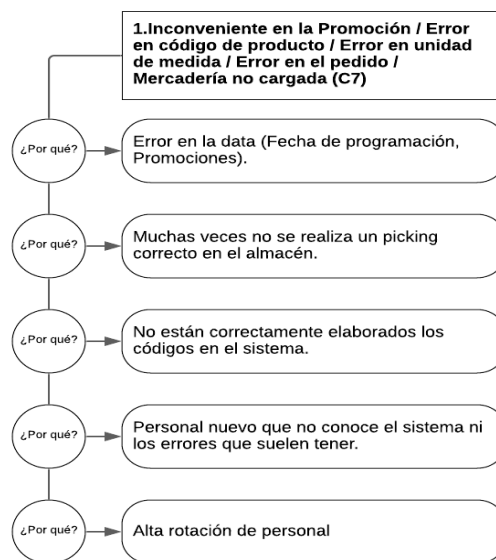 1.Inconveniente en la Promoción / Error
en código de producto / Error en unidad
de medida / Error en el pedido /
Mercadería no cargada (C7)
¿Por qué?
Error en la data (Fecha de programación,
Promociones).
¿Por qué?
Muchas veces no se realiza un picking
correcto en el almacén.
¿Por qué?
No están correctamente elaborados los
códigos en el sistema.
¿Por qué?
Personal nuevo que no conoce el sistema ni
los errores que suelen tener.
¿Por qué?
Alta rotación de personal